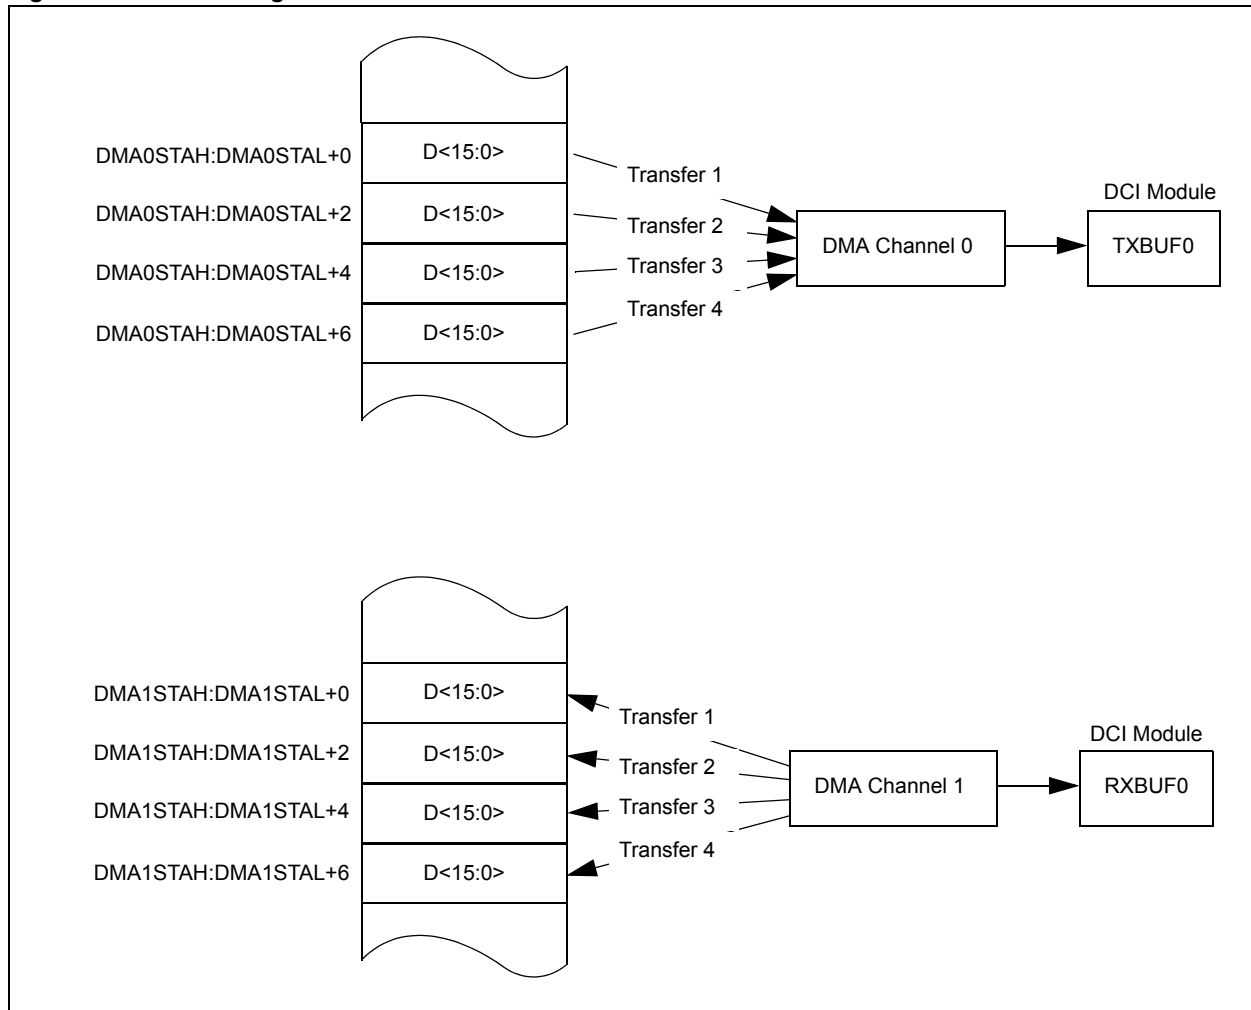 DMA0STAH:DMA0STAL+0 D<15:0> Transfer 1
DCI Module
DMA0STAH:DMA0STAL+2 D<15:0> Transfer 2
DMA Channel 0 TXBUF0
DMA0STAH:DMA0STAL+4 D<15:0> Transfer 3
Transfer 4
DMA0STAH:DMA0STAL+6 D<15:0>
DMA1STAH:DMA1STAL+0 D<15:0> Transfer 1
DCI Module
DMA1STAH:DMA1STAL+2 D<15:0> Transfer 2
DMA Channel 1 RXBUF0
DMA1STAH:DMA1STAL+4 D<15:0> Transfer 3
Transfer 4
DMA1STAH:DMA1STAL+6 D<15:0>